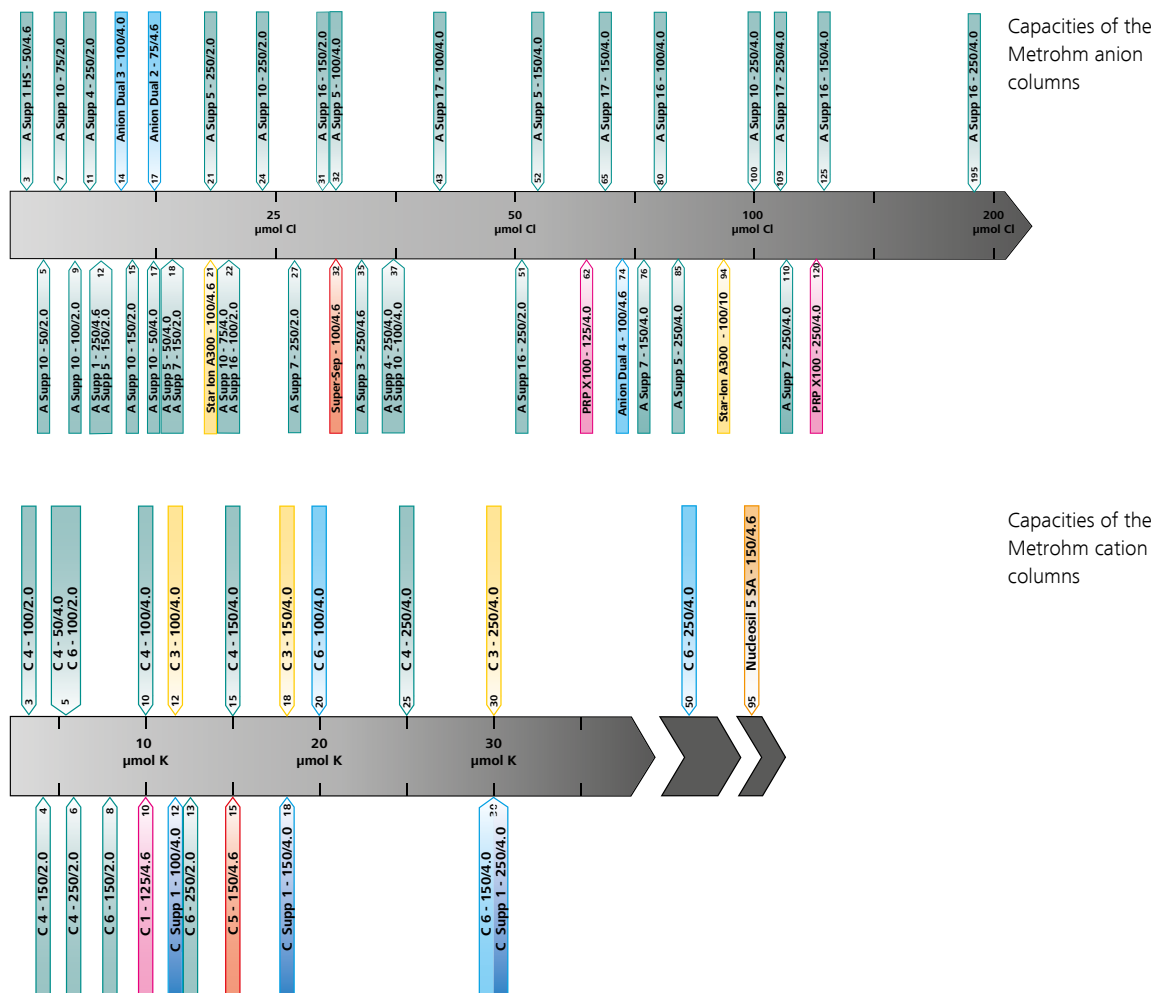 A Supp 1 HS - 50/4.6
3
A Supp 10 - 75/2.0
7
A Supp 4 - 250/2.0
11
Anion Dual 3 - 100/4.0
14
Anion Dual 2 - 75/4.6
17
A Supp 5 - 250/2.0
21
A Supp 10 - 250/2.0
24
A Supp 16 - 150/2.0
31
A Supp 5 - 100/4.0
32
A Supp 17 - 100/4.0
43
A Supp 5 - 150/4.0
52
A Supp 17 - 150/4.0
65
A Supp 16 - 100/4.0
80
A Supp 10 - 250/4.0
100
A Supp 17 - 250/4.0
109
A Supp 16 - 150/4.0
125
A Supp 16 - 250/4.0
195
Capacities of the
Metrohm anion
columns
25
µmol Cl
50
µmol Cl
100
µmol Cl
200
µmol Cl
5
A Supp 10 - 50/2.0
9
A Supp 10 - 100/2.0
12
A Supp 1 - 250/4.6
A Supp 5 - 150/2.0
15
A Supp 10 - 150/2.0
17
A Supp 10 - 50/4.0
18
A Supp 5 - 50/4.0
A Supp 7 - 150/2.0
21
Star Ion A300 - 100/4.6
22
A Supp 10 - 75/4.0
A Supp 16 - 100/2.0
27
A Supp 7 - 250/2.0
32
Super-Sep - 100/4.6
35
A Supp 3 - 250/4.6
37
A Supp 4 - 250/4.0
A Supp 10 - 100/4.0
51
A Supp 16 - 250/2.0
62
PRP X100 - 125/4.0
74
Anion Dual 4 - 100/4.6
76
A Supp 7 - 150/4.0
85
A Supp 5 - 250/4.0
94
Star-Ion A300 - 100/10
110
A Supp 7 - 250/4.0
120
PRP X100 - 250/4.0
C 4 - 100/2.0
3
C 4 - 50/4.0
C 6 - 100/2.0
5
C 4 - 100/4.0
10
C 3 - 100/4.0
12
C 4 - 150/4.0
15
C 3 - 150/4.0
18
C 6 - 100/4.0
20
C 4 - 250/4.0
25
C 3 - 250/4.0
30
C 6 - 250/4.0
50
Nucleosil 5 SA - 150/4.6
95
Capacities of the
Metrohm cation
columns
10
µmol K
20
µmol K
30
µmol K
4
C 4 - 150/2.0
6
C 4 - 250/2.0
8
C 6 - 150/2.0
10
C 1 - 125/4.6
12
C Supp 1 - 100/4.0
13
C 6 - 250/2.0
15
C 5 - 150/4.6
18
C Supp 1 - 150/4.0
30
C 6 - 150/4.0
C Supp 1 - 250/4.0